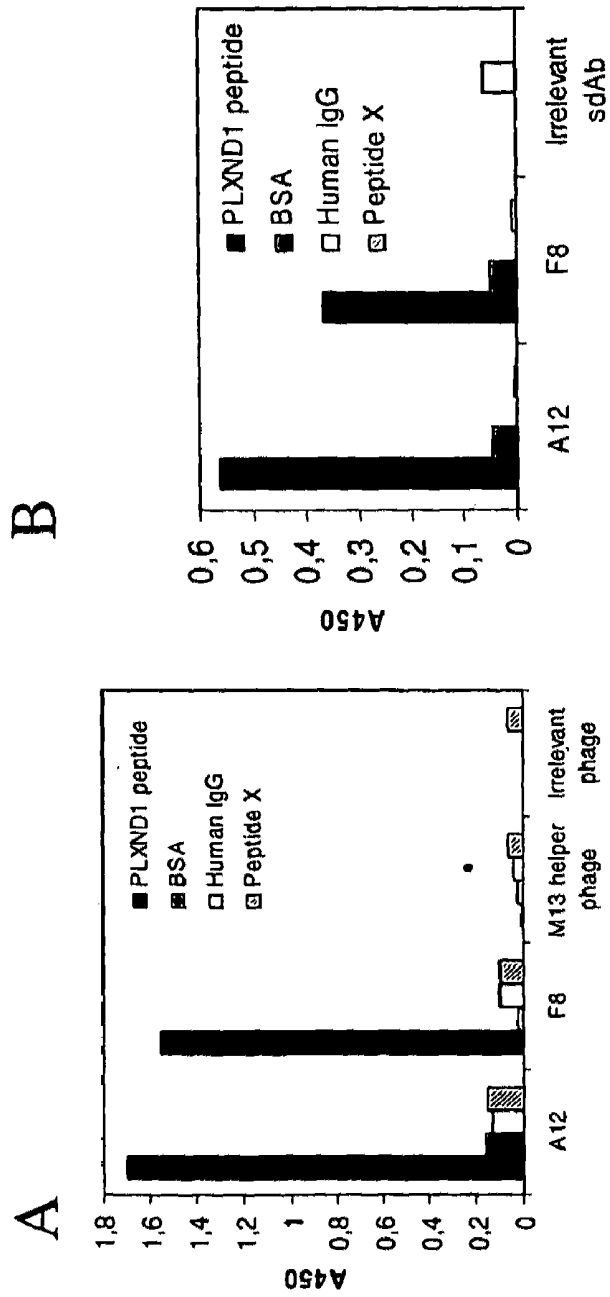 A
A450
1,8
1,6
1,4
1,2
1
0,8
0,6
0,4
0,2
0
PLXND1 peptide
BSA
Human IgG
Peptide X
A12
F8
M13 helper
phage
Irrelevant
phage
B
A450
0,6
0,5
0,4
0,3
0,2
0,1
0
PLXND1 peptide
BSA
Human IgG
Peptide X
A12
F8
Irrelevant
sdAb